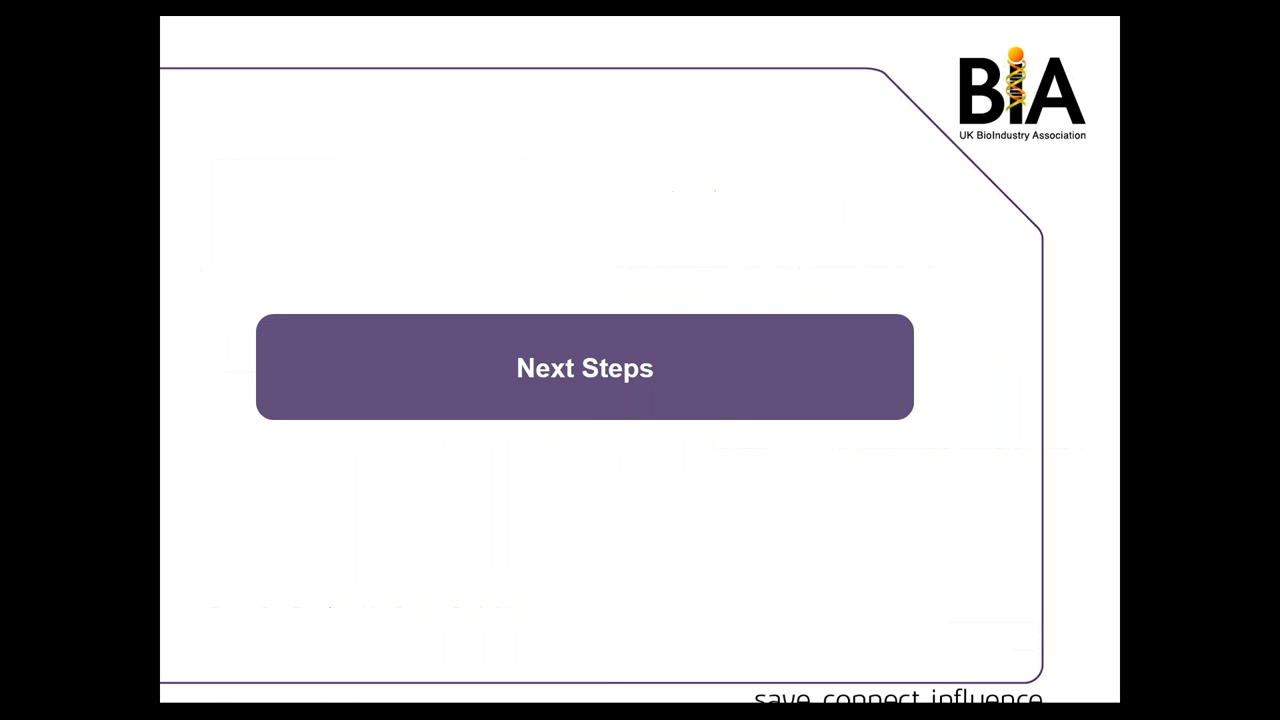 BiA
UK BioIndustry Association
Next Steps
save connect influence